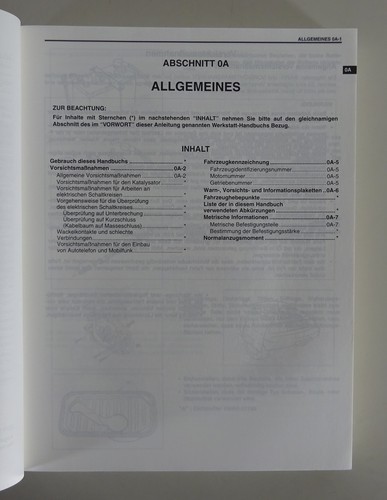 ALLGEMEINES 0A-1
0A
ABSCHNITT 0A
ALLGEMEINES
ZUR BEACHTUNG:
Für Inhalte mit Sternchen (*) im nachstehenden "INHALT" nehmen Sie bitte auf den gleichnamigen
Abschnitt des im "VORWORT" dieser Anleitung genannten Werkstatt-Handbuchs Bezug.
INHALT
Gebrauch dieses Handbuchs *
Vorsichtsmaßnahmen 0A-2
Allgemeine Vorsichtsmaßnahmen 0A-2
Vorsichtsmaßnahmen für den Katalysator *
Vorsichtsmaßnahmen für Arbeiten an
elektrischen Schaltkreisen *
Vorgehensweise für die Überprüfung
des elektrischen Schaltkreises *
Überprüfung auf Unterbrechung *
Überprüfung auf Kurzschluss
(Kabelbaum auf Masseschluss) *
Wackelkontakte und schlechte
Verbindungen *
Vorsichtsmaßnahmen für den Einbau
von Autotelefon und Mobilfunk *
Fahrzeugkennzeichnung 0A-5
Fahrzeugidentifizierungsnummer 0A-5
Motornummer 0A-5
Getriebenummer 0A-5
Warn-, Vorsichts- und Informationsplaketten 0A-6
Fahrzeughebepunkte *
Liste der in diesem Handbuch
verwendeten Abkürzungen *
Metrische Informationen 0A-7
Metrische Befestigungsteile 0A-7
Bestimmung der Befestigungsstärke *
Normalanzugsmoment *